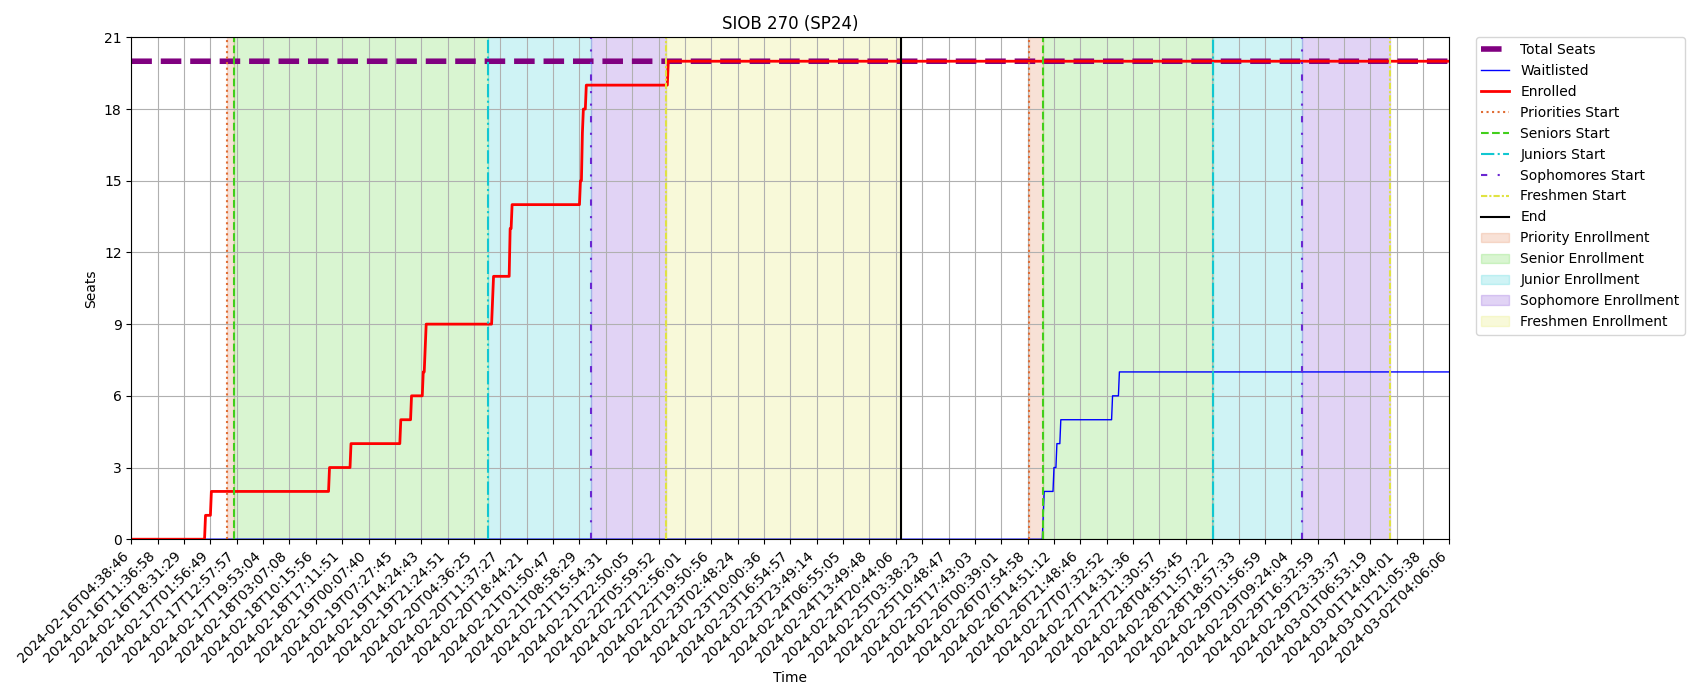 SIOB 270 (SP24)
21
18
15
12
9
6
3
0
Seats
2024-02-16T04:38:46
2024-02-16T11:36:58
2024-02-16T18:31:29
2024-02-17T01:56:49
2024-02-17T12:57:57
2024-02-17T19:53:04
2024-02-18T03:07:08
2024-02-18T10:15:56
2024-02-18T17:11:51
2024-02-19T00:07:40
2024-02-19T07:27:45
2024-02-19T14:24:43
2024-02-19T21:24:51
2024-02-20T04:36:25
2024-02-20T11:37:27
2024-02-20T18:44:21
2024-02-21T01:50:47
2024-02-21T08:58:29
2024-02-21T15:54:31
2024-02-21T22:50:05
2024-02-22T05:59:52
2024-02-22T12:56:01
2024-02-22T19:50:56
2024-02-23T02:48:24
2024-02-23T10:00:36
2024-02-23T16:54:57
2024-02-23T23:49:14
2024-02-24T06:55:05
2024-02-24T13:49:48
2024-02-24T20:44:06
2024-02-25T03:38:23
2024-02-25T10:48:47
2024-02-25T17:43:03
2024-02-26T00:39:01
2024-02-26T07:54:58
2024-02-26T14:51:12
2024-02-26T21:48:46
2024-02-27T07:32:52
2024-02-27T14:31:36
2024-02-27T21:30:57
2024-02-28T04:55:45
2024-02-28T11:57:22
2024-02-28T18:57:33
2024-02-29T01:56:59
2024-02-29T09:24:04
2024-02-29T16:32:59
2024-02-29T23:33:37
2024-03-01T06:53:19
2024-03-01T14:04:01
2024-03-01T21:05:38
2024-03-02T04:06:06
Time
Total Seats
Waitlisted
Enrolled
Priorities Start
Seniors Start
Juniors Start
Sophomores Start
Freshmen Start
End
Priority Enrollment
Senior Enrollment
Junior Enrollment
Sophomore Enrollment
Freshmen Enrollment